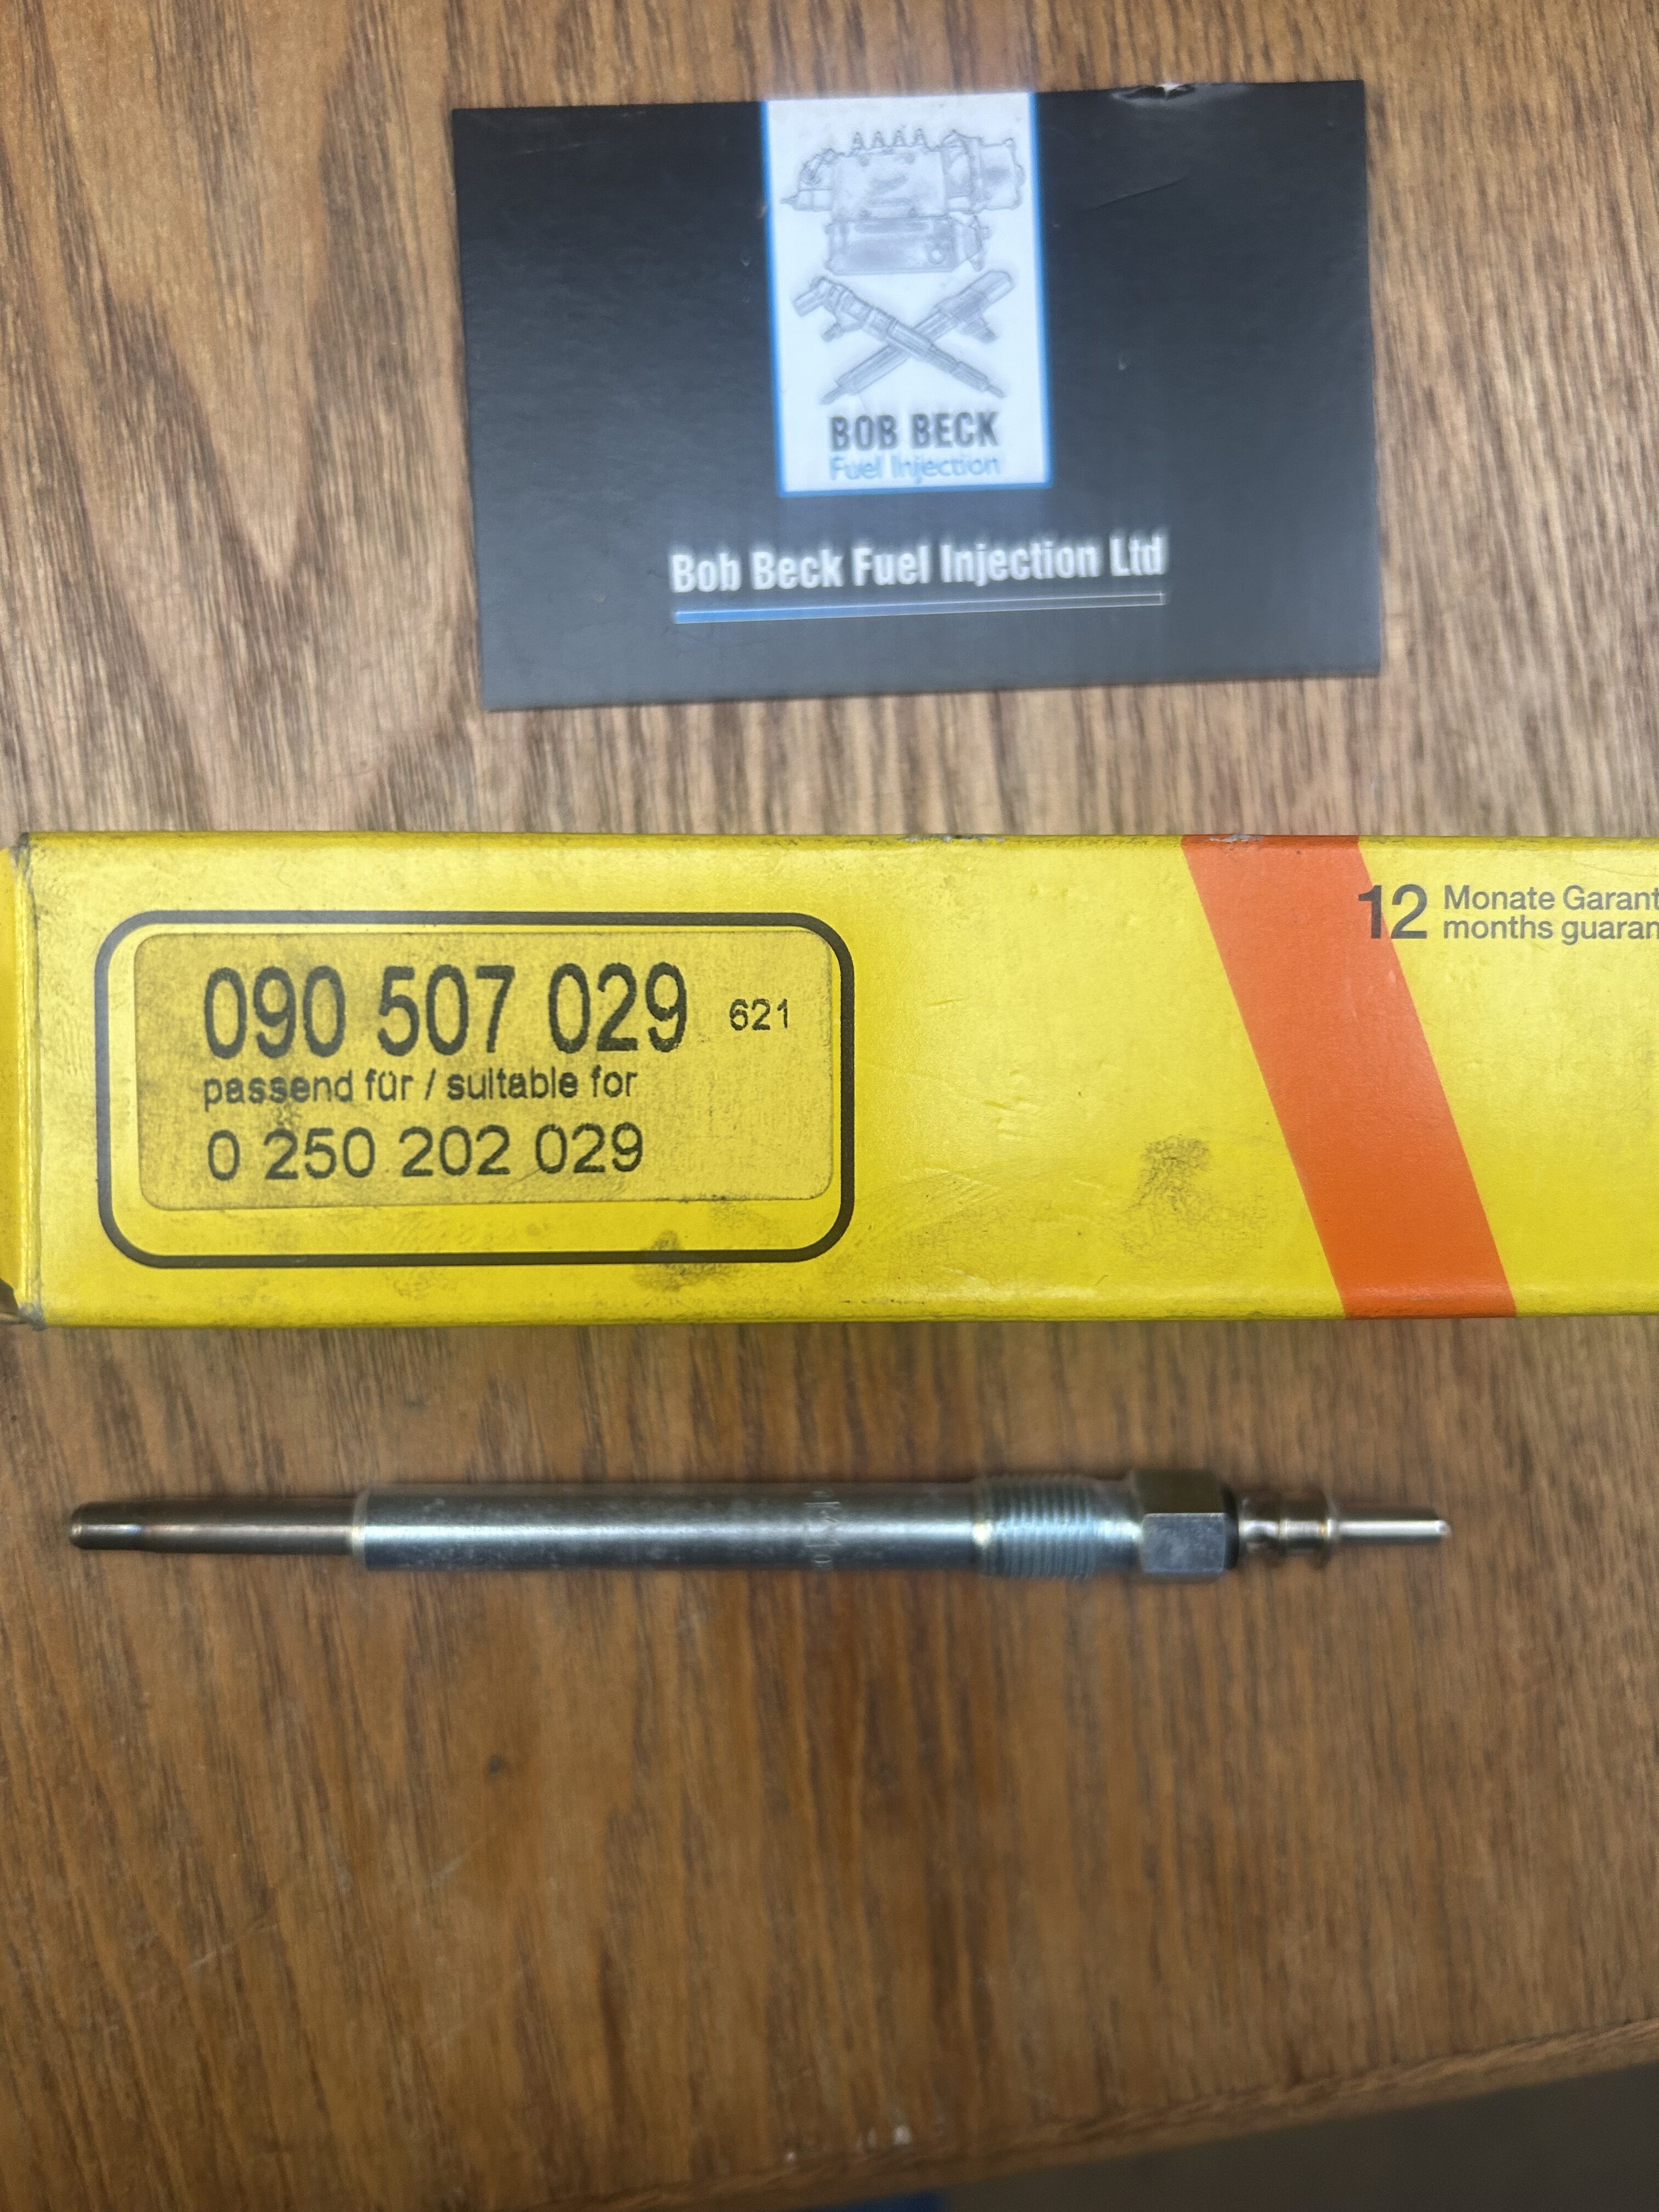 BOB BECK
Fuel Injection
Bob Beck Fuel Injection Ltd
12 Monate Garant
months guaran
090 507 029 621
passend für / suitable for
0 250 202 029